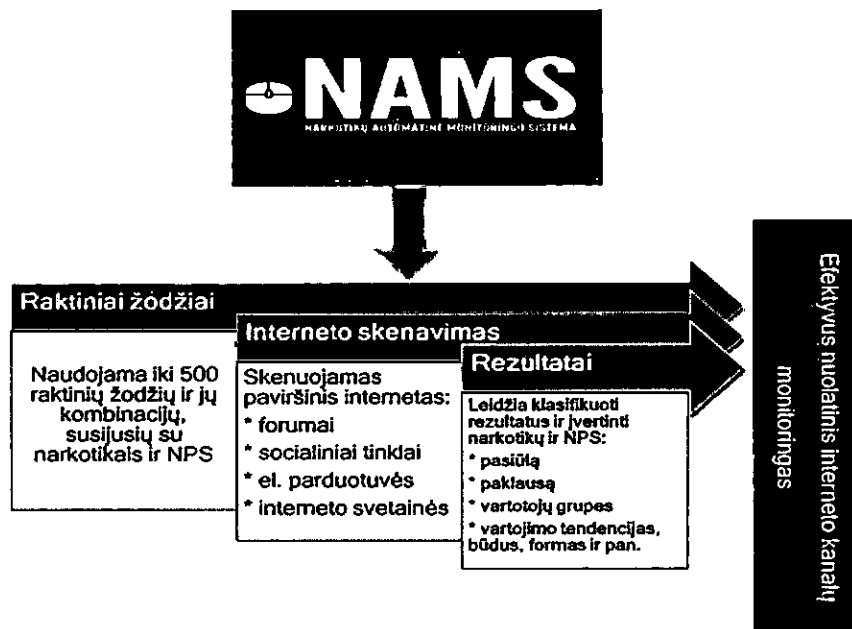 NAMS
NARKOTIKŲ AUTOMATINĖ MONITORINGO SISTEMA
Raktiniai žodžiai
Naudojama iki 500
raktinių žodžių ir jų
kombinacijų,
susijusių su
narkotikais ir NPS
Interneto skenavimas
Skenuojamas
paviršinis internetas:
* forumai
* socialiniai tinklai
* el. parduotuvės
* interneto svetainės
Rezultatai
Leidžia klasifikuoti
rezultatus ir įvertinti
narkotikų ir NPS:
* pasiūlą
* paklausą
* vartotojų grupes
* vartojimo tendencijas,
būdus, formas ir pan.
Efektyvus nuolatinis interneto kanalų
monitoringas